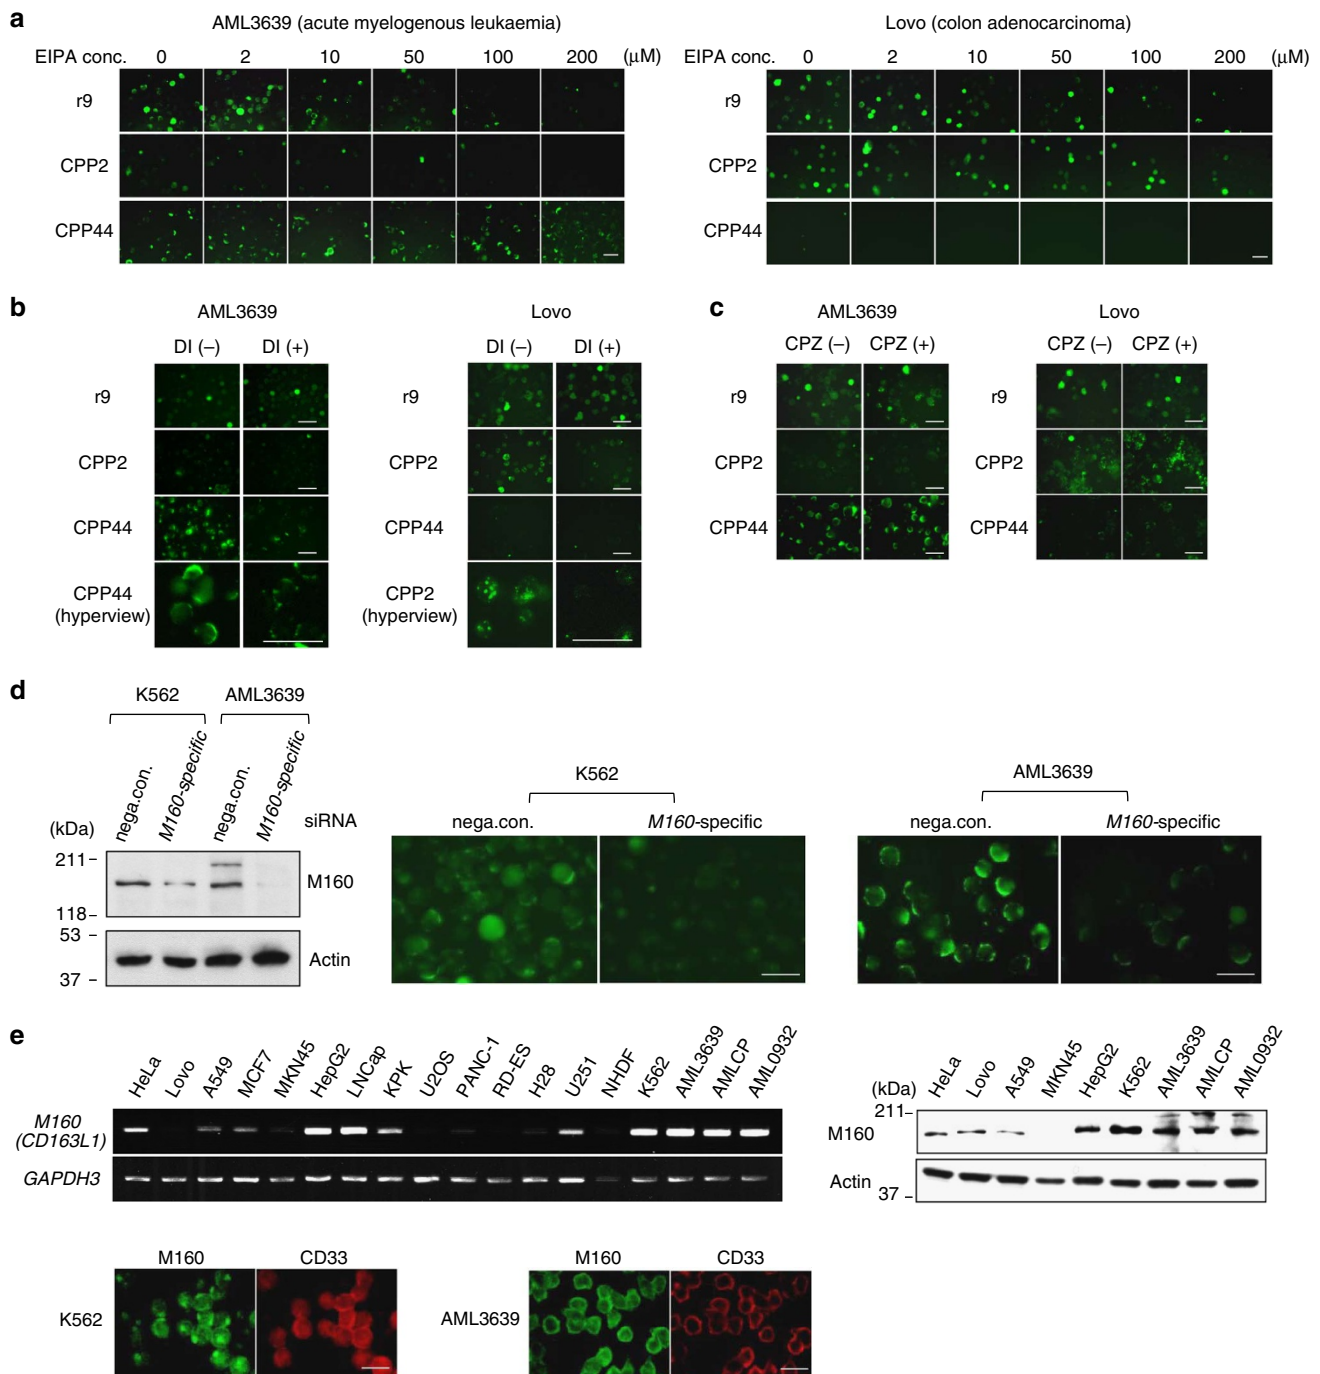 a
AML3639 (acute myelogenous leukaemia)
EIPA conc. 0 2 10 50 100 200 (μM)
r9
CPP2
CPP44
Lovo (colon adenocarcinoma)
EIPA conc. 0 2 10 50 100 200 (μM)
r9
CPP2
CPP44
b
AML3639
DI (–) DI (+)
r9
CPP2
CPP44
CPP44
(hyperview)
Lovo
DI (–) DI (+)
r9
CPP2
CPP44
CPP2
(hyperview)
c
AML3639
CPZ (–) CPZ (+)
r9
CPP2
CPP44
Lovo
CPZ (–) CPZ (+)
r9
CPP2
CPP44
d
K562 AML3639
nega.con. M160-specific nega.con. M160-specific siRNA
(kDa)
211–
M160
118–
53 –
Actin
37 –
K562
nega.con. M160-specific
AML3639
nega.con. M160-specific
e
HeLa Lovo A549 MCF7 MKN45 HepG2 LNCap KPK U2OS PANC-1 RD-ES H28 U251 NHDF K562 AML3639 AMLCP AML0932
M160
(CD163L1)
GAPDH3
HeLa Lovo A549 MKN45 HepG2 K562 AML3639 AMLCP AML0932
(kDa)
211–
M160
Actin
37 –
M160 CD33
K562
M160 CD33
AML3639